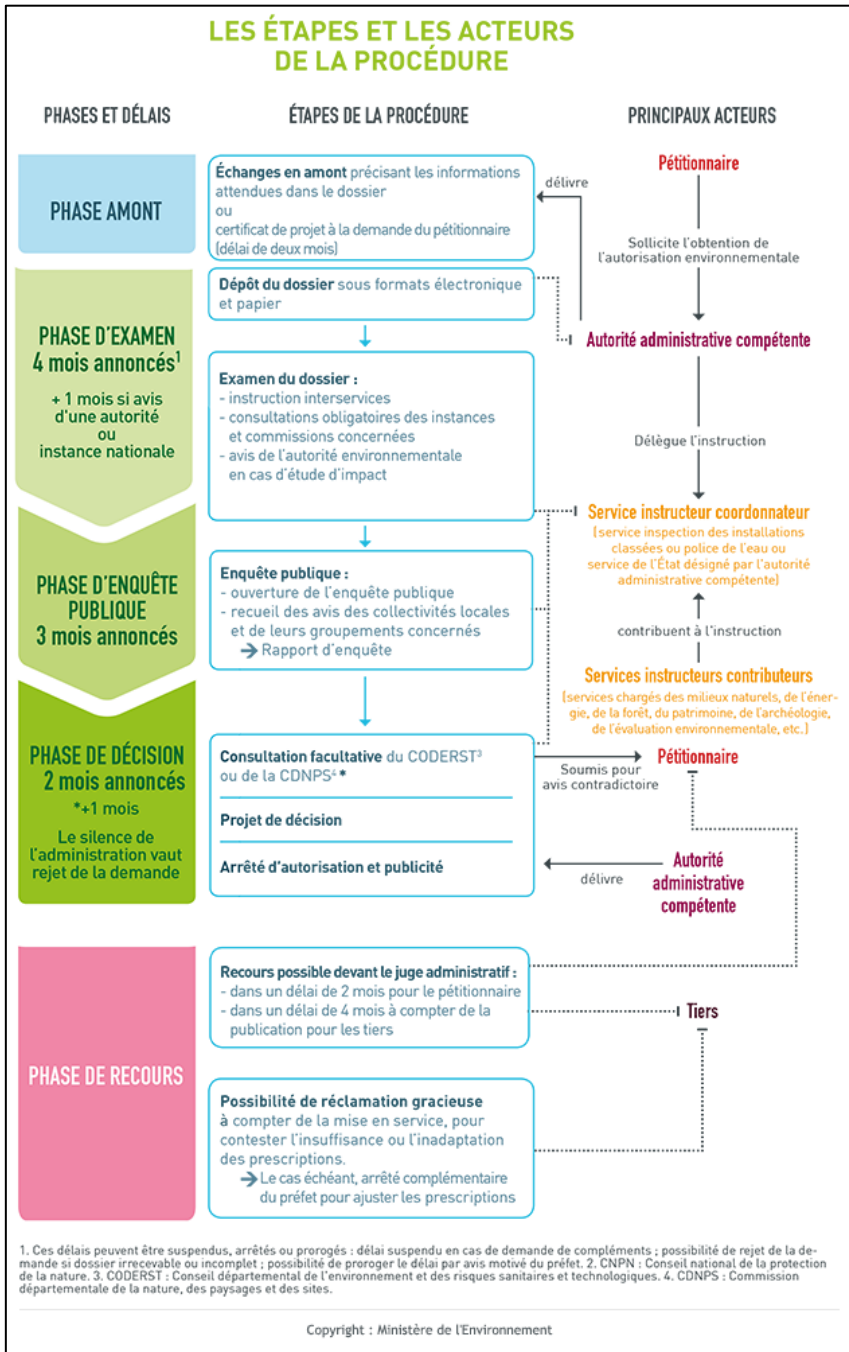 LES ÉTAPES ET LES ACTEURS
DE LA PROCÉDURE
PHASES ET DÉLAIS
ÉTAPES DE LA PROCÉDURE
PRINCIPAUX ACTEURS
PHASE AMONT
Échanges en amont précisant les informations
attendues dans le dossier
ou
certificat de projet à la demande du pétitionnaire
(délai de deux mois)
délivre
Pétitionnaire
Sollicite l'obtention de
l'autorisation environnementale
Dépôt du dossier sous formats électronique
et papier
Autorité administrative compétente
PHASE D'EXAMEN
4 mois annoncés1
+ 1 mois si avis
d'une autorité
ou
instance nationale
Examen du dossier :
- instruction interservices
- consultations obligatoires des instances
et commissions concernées
- avis de l'autorité environnementale
en cas d'étude d'impact
Délègue l'instruction
Service instructeur coordonnateur
(service inspection des installations
classées ou police de l'eau ou
service de l'État désigné par l'autorité
administrative compétente)
PHASE D'ENQUÊTE
PUBLIQUE
3 mois annoncés
Enquête publique :
- ouverture de l'enquête publique
- recueil des avis des collectivités locales
et de leurs groupements concernés
→ Rapport d'enquête
contribuent à l'instruction
Services instructeurs contributeurs
(services chargés des milieux naturels, de l'éner-
gie, de la forêt, du patrimoine, de l'archéologie,
de l'évaluation environnementale, etc.)
PHASE DE DÉCISION
2 mois annoncés
*+1 mois
Le silence de
l'administration vaut
rejet de la demande
Consultation facultative du CODERST3
ou de la CDNPS4 *
Projet de décision
Arrêté d'autorisation et publicité
Soumis pour
avis contradictoire
Pétitionnaire
délivre
Autorité
administrative
compétente
PHASE DE RECOURS
Recours possible devant le juge administratif :
- dans un délai de 2 mois pour le pétitionnaire
- dans un délai de 4 mois à compter de la
publication pour les tiers
Tiers
Possibilité de réclamation gracieuse
à compter de la mise en service, pour
contester l'insuffisance ou l'inadaptation
des prescriptions.
→ Le cas échéant, arrêté complémentaire
du préfet pour ajuster les prescriptions
1. Ces délais peuvent être suspendus, arrêtés ou prorogés : délai suspendu en cas de demande de compléments ; possibilité de rejet de la de-
mande si dossier irrecevable ou incomplet ; possibilité de proroger le délai par avis motivé du préfet. 2. CNPN : Conseil national de la protection
de la nature. 3. CODERST : Conseil départemental de l'environnement et des risques sanitaires et technologiques. 4. CDNPS : Commission
départementale de la nature, des paysages et des sites.
Copyright : Ministère de l'Environnement